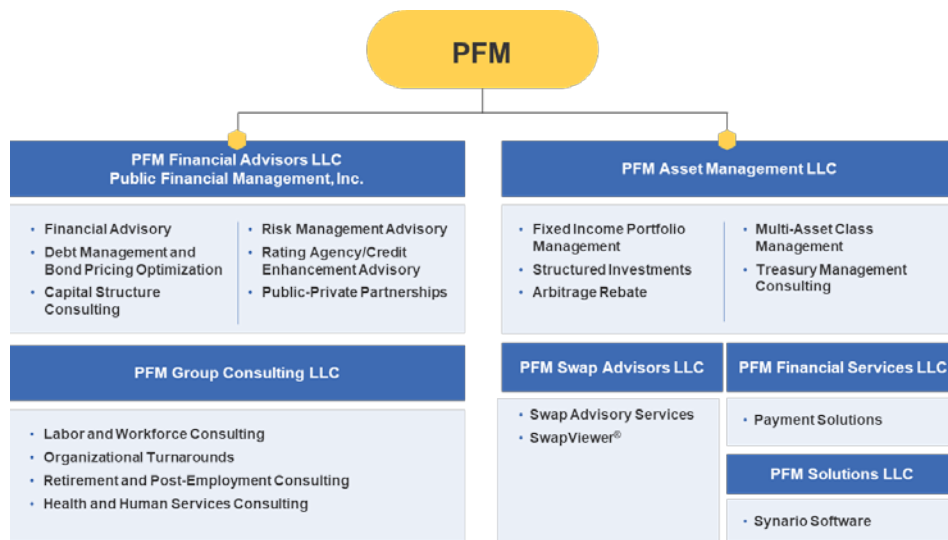 PFM
PFM Financial Advisors LLC
Public Financial Management, Inc.
• Financial Advisory
• Debt Management and
Bond Pricing Optimization
• Capital Structure
Consulting
• Risk Management Advisory
• Rating Agency/Credit
Enhancement Advisory
• Public-Private Partnerships
PFM Asset Management LLC
• Fixed Income Portfolio
Management
• Structured Investments
• Arbitrage Rebate
• Multi-Asset Class
Management
• Treasury Management
Consulting
PFM Group Consulting LLC
• Labor and Workforce Consulting
• Organizational Turnarounds
• Retirement and Post-Employment Consulting
• Health and Human Services Consulting
PFM Swap Advisors LLC
• Swap Advisory Services
• SwapViewer®
PFM Financial Services LLC
• Payment Solutions
PFM Solutions LLC
• Synario Software